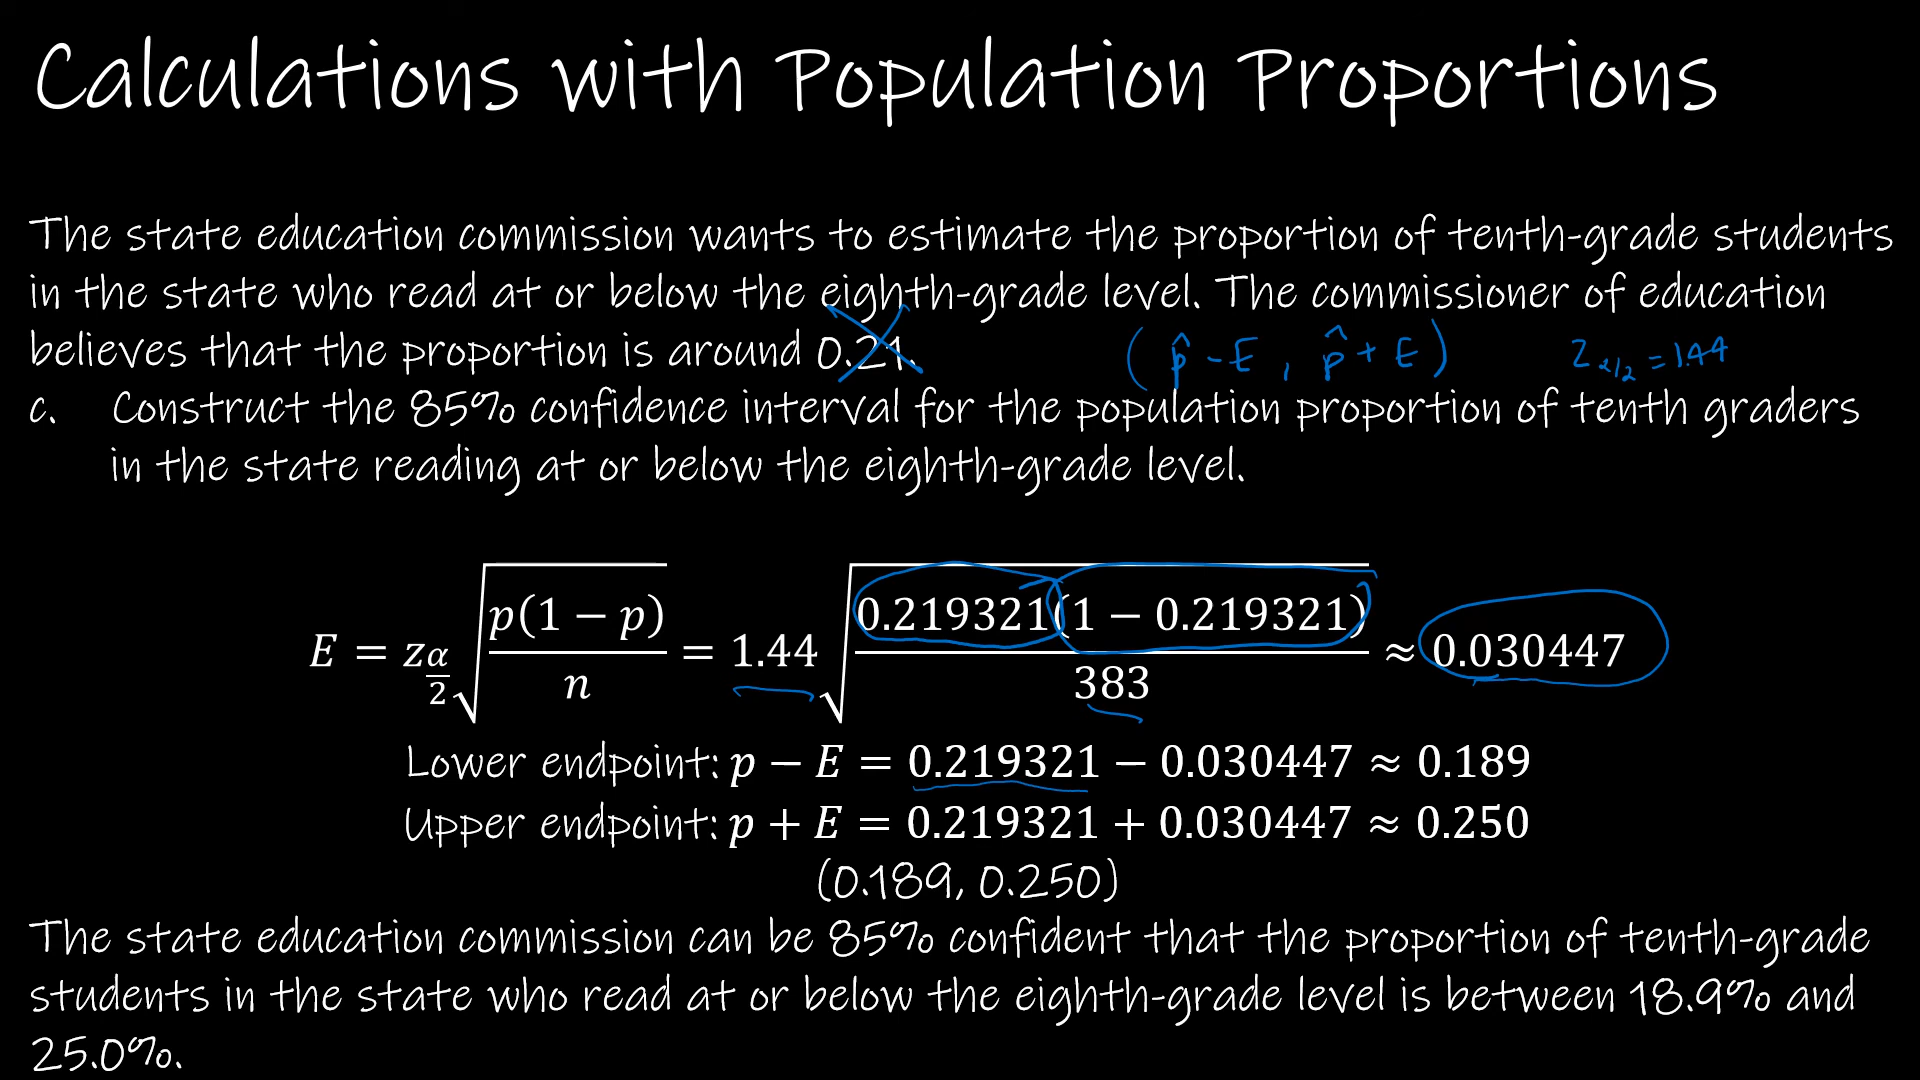 Calculations with Population Proportions
The state education commission wants to estimate the proportion of tenth-grade students
in the state who read at or below the eighth-grade level. The commissioner of education
believes that the proportion is around 0.21.
(p̂ - E, p̂ + E) z α/2 = 1.44
c. Construct the 85% confidence interval for the population proportion of tenth graders
in the state reading at or below the eighth-grade level.
E = z_(α/2) √(p(1 − p)/n) = 1.44 √(0.219321(1 − 0.219321)/383) ≈ 0.030447
Lower endpoint: p − E = 0.219321 − 0.030447 ≈ 0.189
Upper endpoint: p + E = 0.219321 + 0.030447 ≈ 0.250
(0.189, 0.250)
The state education commission can be 85% confident that the proportion of tenth-grade
students in the state who read at or below the eighth-grade level is between 18.9% and
25.0%.